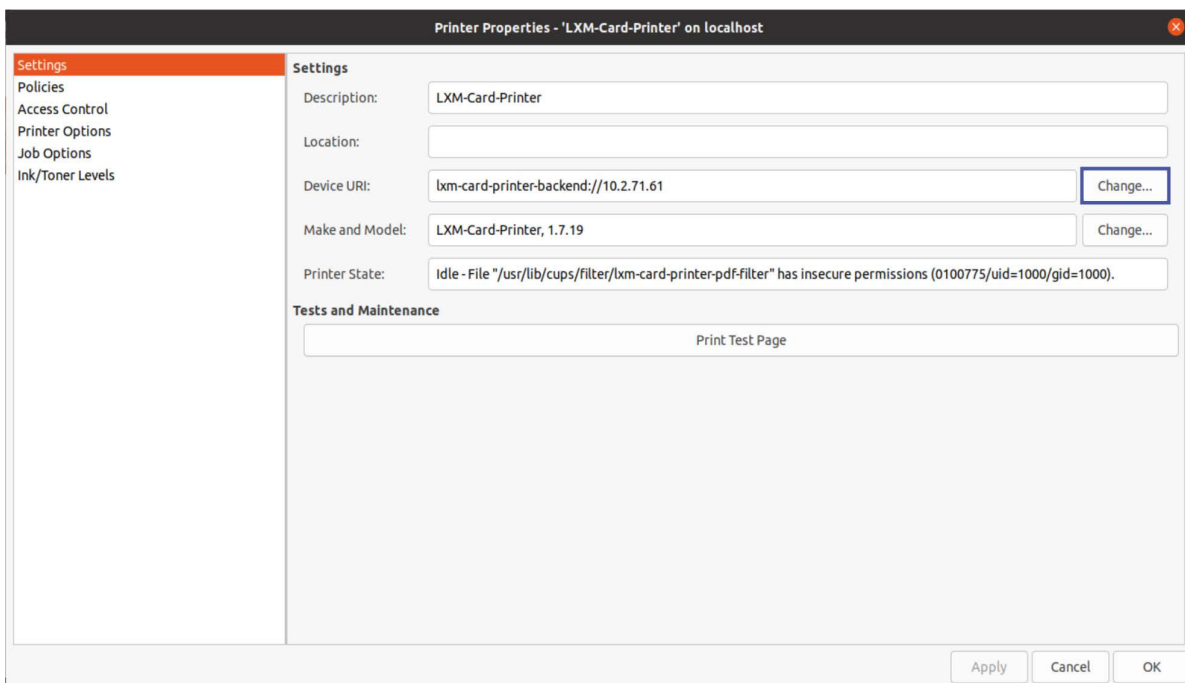 Printer Properties - 'LXM-Card-Printer' on localhost
Settings
Policies
Access Control
Printer Options
Job Options
Ink/Toner Levels
Settings
Description: LXM-Card-Printer
Location:
Device URI: lxm-card-printer-backend://10.2.71.61 Change...
Make and Model: LXM-Card-Printer, 1.7.19 Change...
Printer State: Idle - File "/usr/lib/cups/filter/lxm-card-printer-pdf-filter" has insecure permissions (0100775/uid=1000/gid=1000).
Tests and Maintenance
Print Test Page
Apply Cancel OK